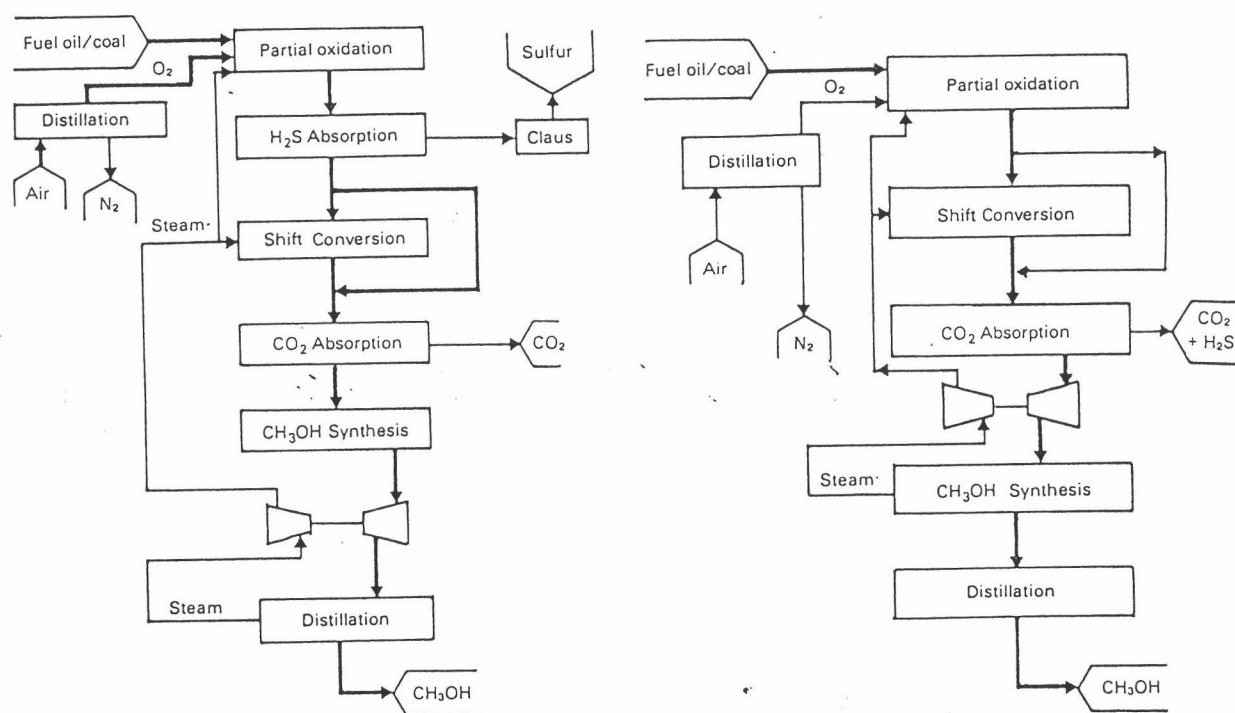 Fuel oil/coal
Partial oxidation
O₂
Sulfur
Distillation
H₂S Absorption
Claus
Air
N₂
Steam
Shift Conversion
CO₂ Absorption
CO₂
CH₃OH Synthesis
Steam
Distillation
CH₃OH
Fuel oil/coal
Partial oxidation
O₂
Distillation
Shift Conversion
Air
N₂
CO₂ Absorption
CO₂
+ H₂S
Steam
CH₃OH Synthesis
Distillation
CH₃OH